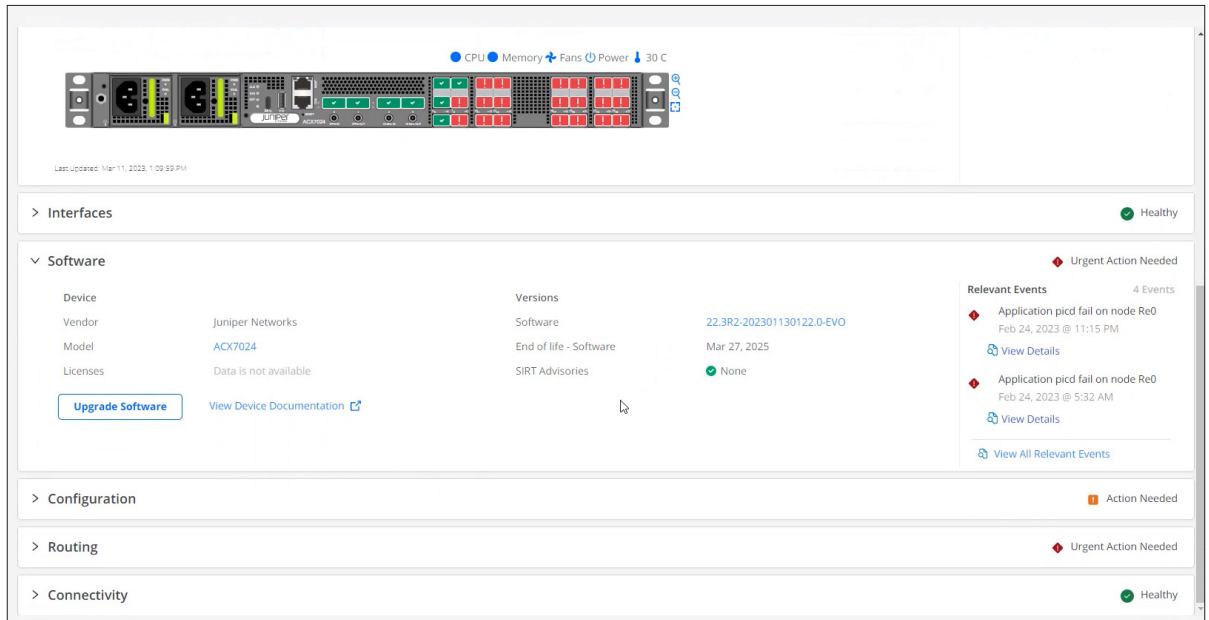 CPU Memory Fans Power 30 C
JUNIPER
ACX7024
Last updated: Mar 11, 2023, 1:09:59 PM
Interfaces
Healthy
Software
Urgent Action Needed
Device
Versions
Relevant Events
4 Events
Vendor
Juniper Networks
Software
22.3R2-202301130122.0-EVO
Application picd fail on node Re0
Feb 24, 2023 @ 11:15 PM
View Details
Model
ACX7024
End of life - Software
Mar 27, 2025
Licenses
Data is not available
SIRT Advisories
None
Application picd fail on node Re0
Feb 24, 2023 @ 5:32 AM
View Details
Upgrade Software
View Device Documentation
View All Relevant Events
Configuration
Action Needed
Routing
Urgent Action Needed
Connectivity
Healthy